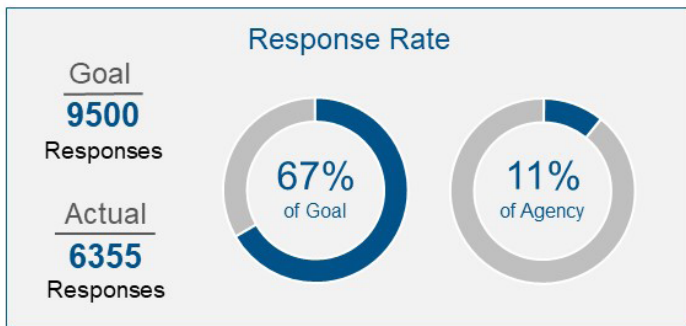 Response Rate
Goal
9500
Responses
Actual
6355
Responses
67%
of Goal
11%
of Agency